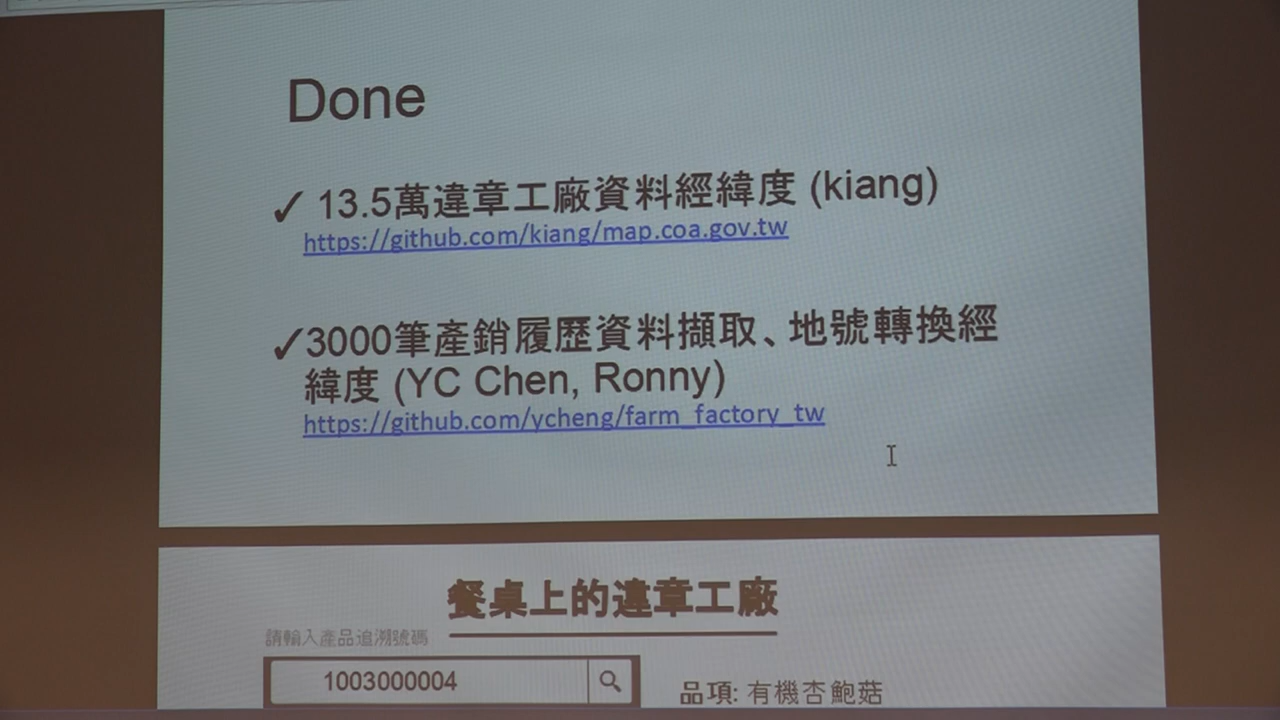 Done
✓ 13.5萬違章工廠資料經緯度 (kiang)
https://github.com/kiang/map.coa.gov.tw
✓3000筆產銷履歷資料擷取、地號轉換經
緯度 (YC Chen, Ronny)
https://github.com/ycheng/farm_factory_tw
餐桌上的違章工廠
請輸入產品追溯號碼
1003000004
品項: 有機杏鮑菇